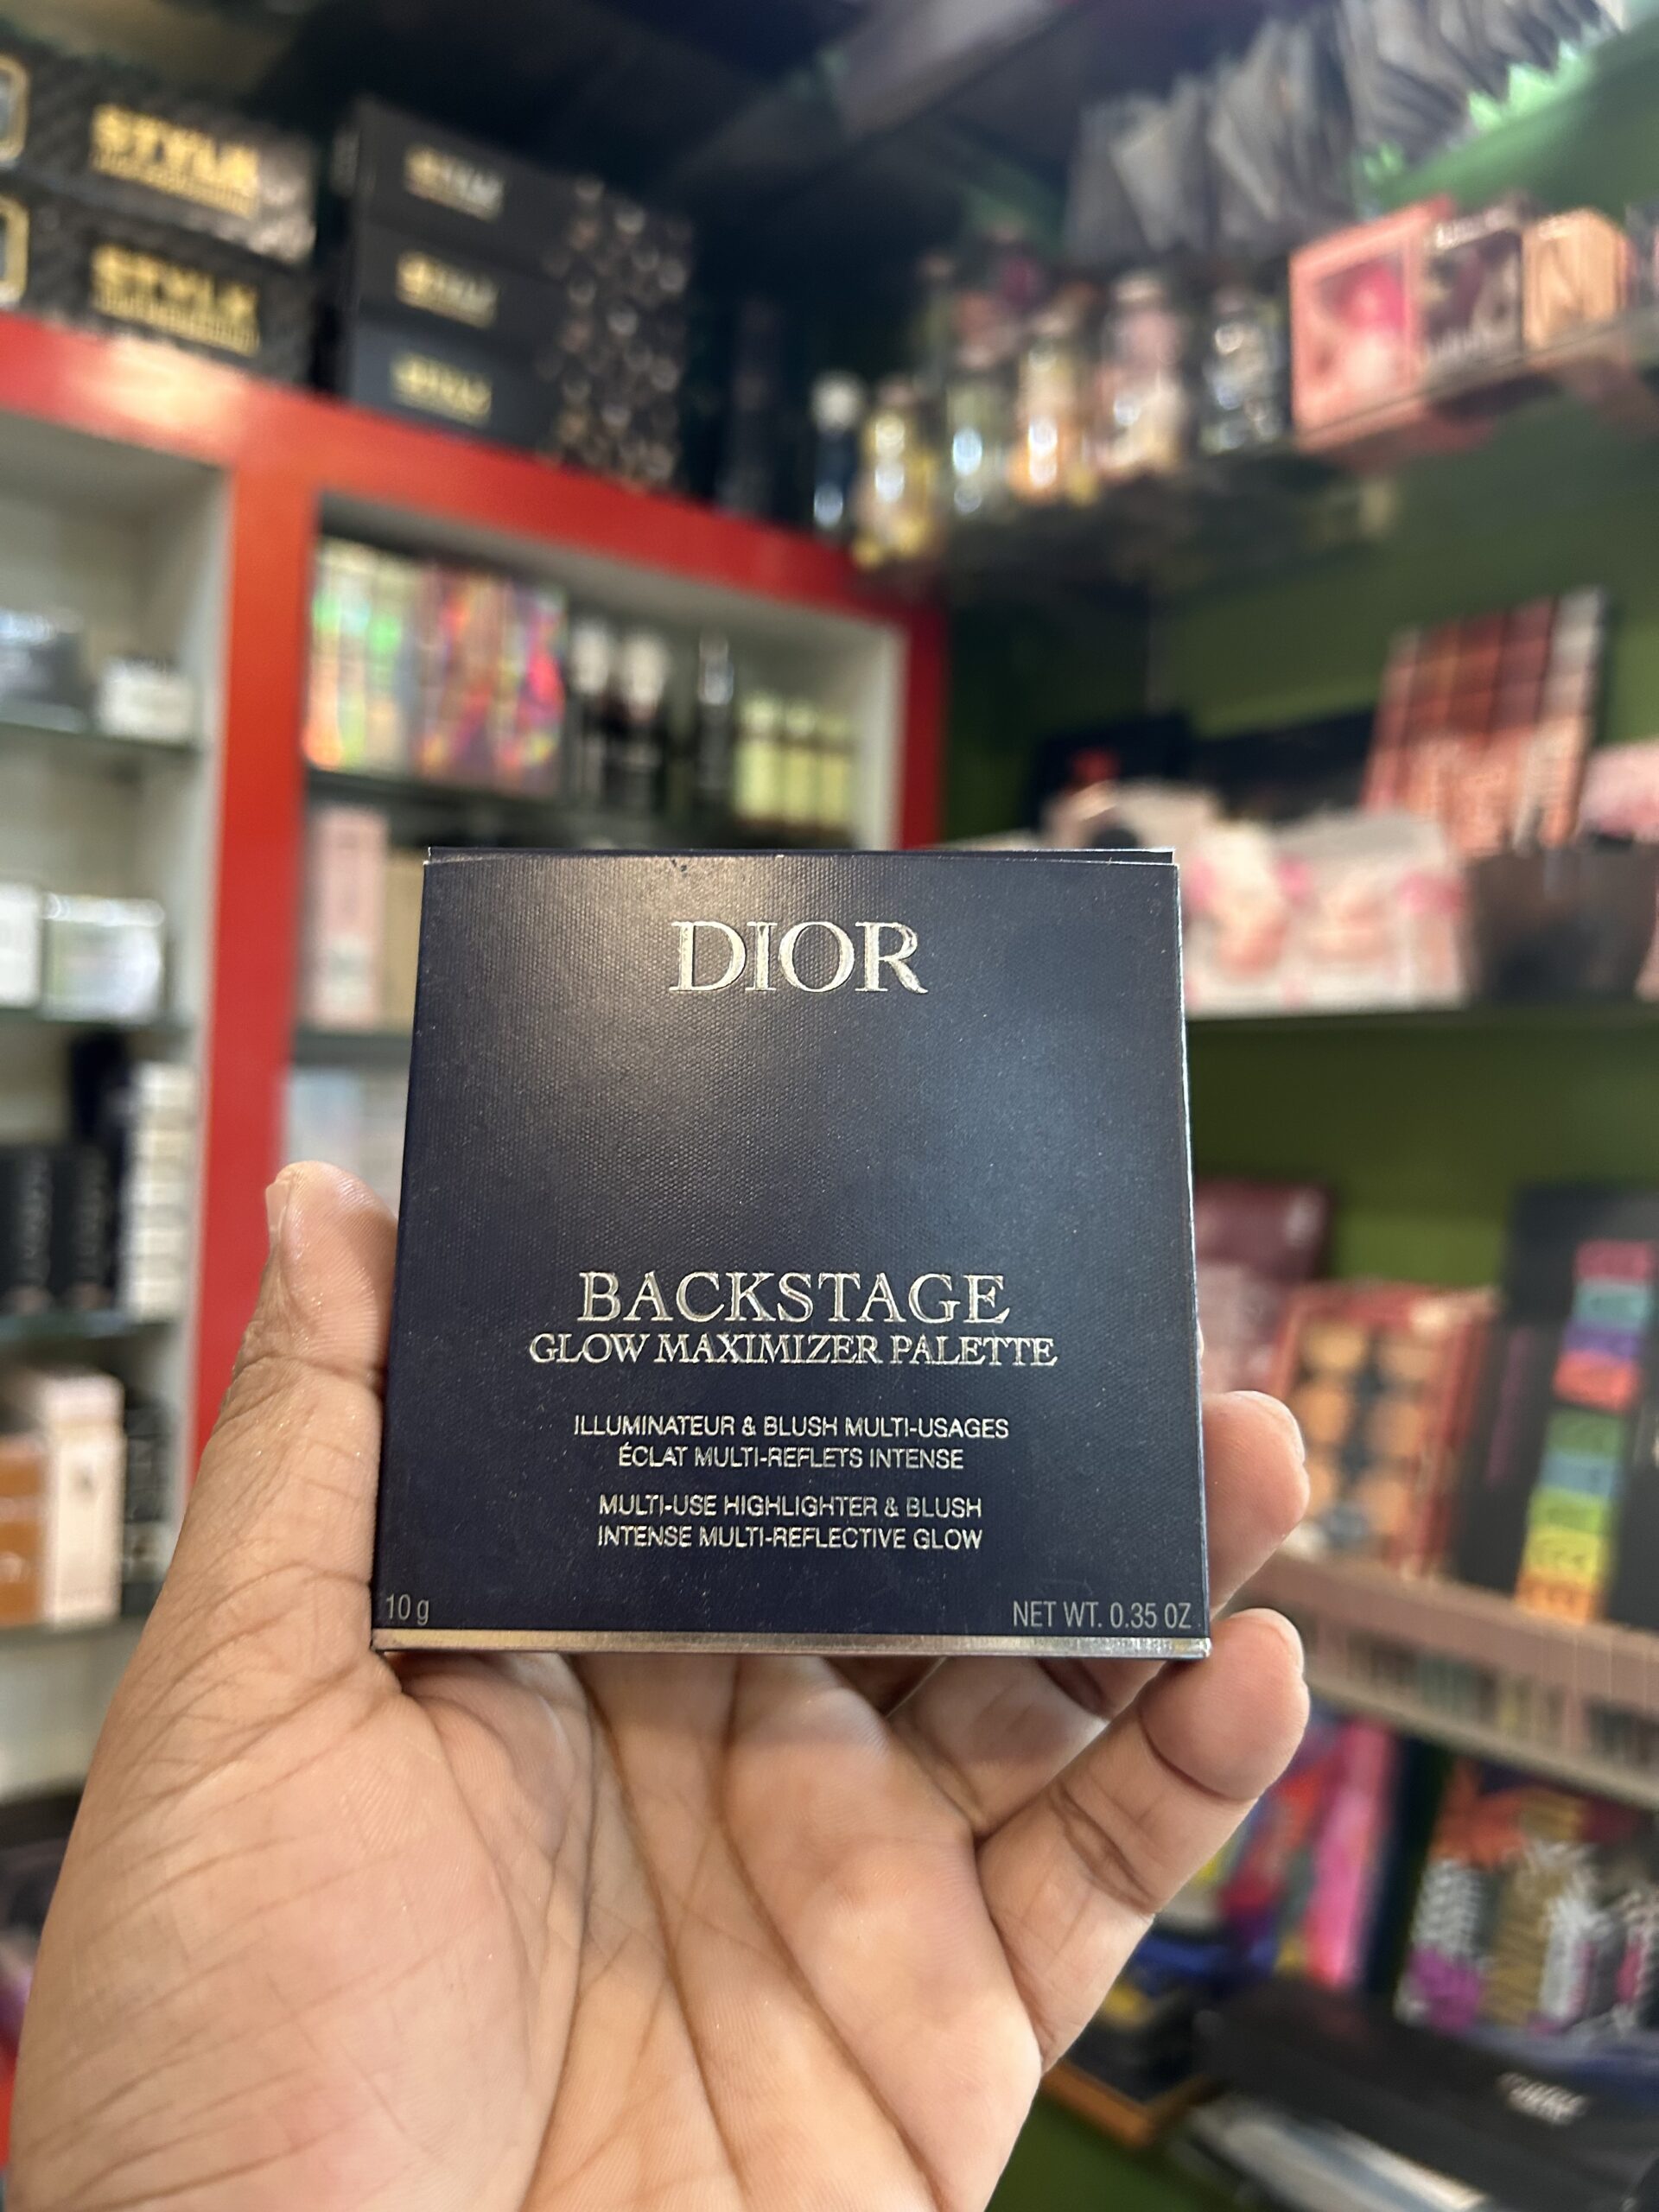 DIOR
BACKSTAGE
GLOW MAXIMIZER PALETTE
ILLUMINATEUR & BLUSH MULTI-USAGES
ÉCLAT MULTI-REFLETS INTENSE
MULTI-USE HIGHLIGHTER & BLUSH
INTENSE MULTI-REFLECTIVE GLOW
10 g
NET WT. 0.35 OZ